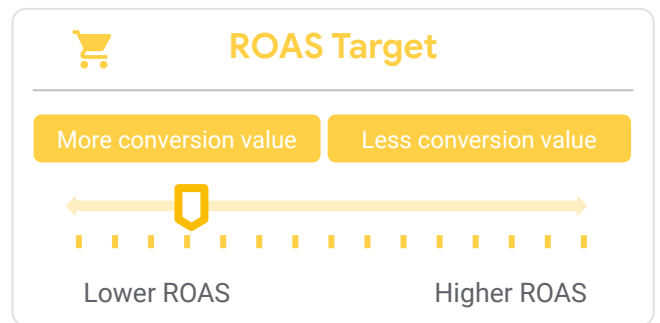 ROAS Target
More conversion value
Less conversion value
Lower ROAS
Higher ROAS